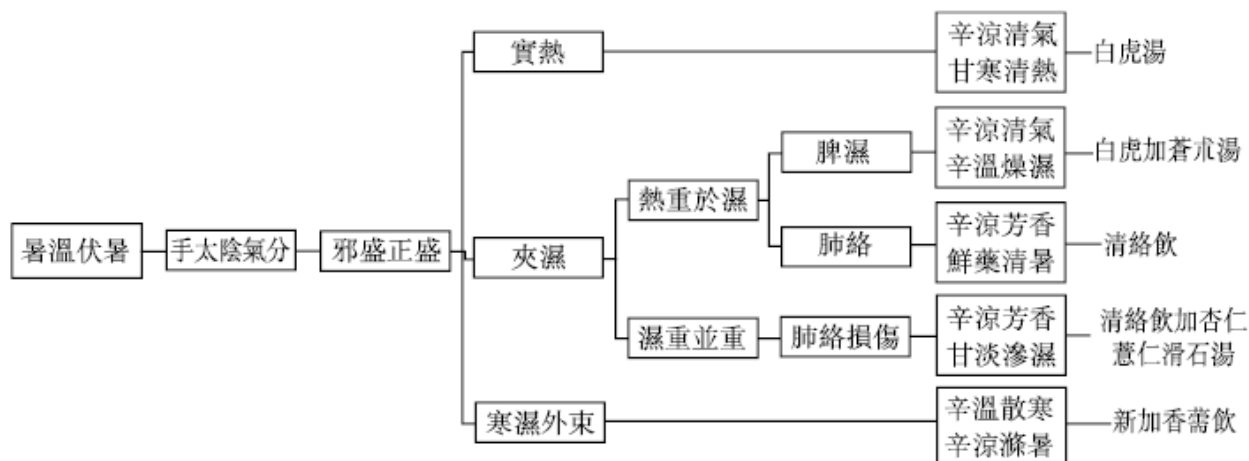 暑溫伏暑
手太陰氣分
邪盛正盛
實熱
辛涼清氣
甘寒清熱
白虎湯
夾濕
熱重於濕
脾濕
辛涼清氣
辛溫燥濕
白虎加蒼朮湯
肺絡
辛涼芳香
鮮藥清暑
清絡飲
濕重並重
肺絡損傷
辛涼芳香
甘淡滲濕
清絡飲加杏仁
薏仁滑石湯
寒濕外束
辛溫散寒
辛涼滌暑
新加香薷飲